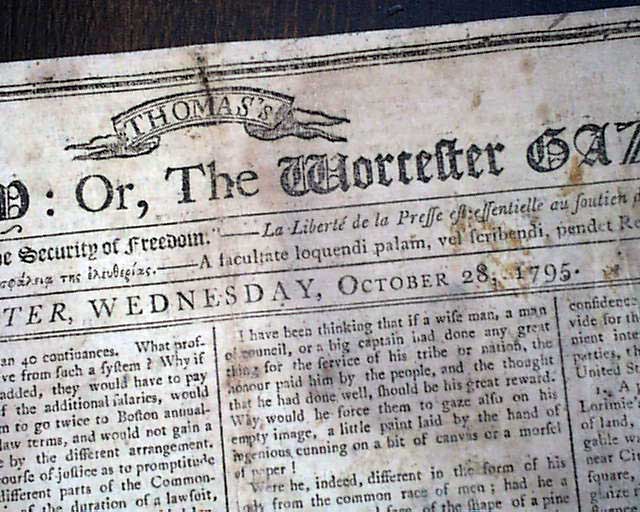 THOMAS's
: Or, The Worcester GAZ
Security of Freedom."—La Liberté de la Presse est essentielle au soutien
της ἐλευθερίας.—A facultate loquendi palam, vel scribendi, pendet Re
TER, WEDNESDAY, OCTOBER 28, 1795.
an 40 continuances. What prof-
ve from such a ſyſtem? Why if
added, they would have to pay
f the additional ſalaries, would
n to go twice to Boſton annual-
law terms, and would not gain a
e by the different arrangement.
courſe of juſtice as to promptitude
different parts of the Common-
of the duration of a lawſuit,
I have been thinking that if a wiſe man, a man
of council, or a big captain had done any great
thing for the ſervice of his tribe or nation, the
honour paid him by the people, and the thought
that he had done well, ſhould be his great reward.
Why would he force them to gaze alſo on his
empty image, a little paint laid by the hand of
ingenious cunning on a bit of canvas or a morſel
of paper!
Were he, indeed, different in the form of his
body from the common race of men; had he a
face, of the ſhape of a pine
confidence
vide for th
nient inter
parties, th
United St
1. A
Lorimie's
of land,
gable w
near Ci
ſquare,